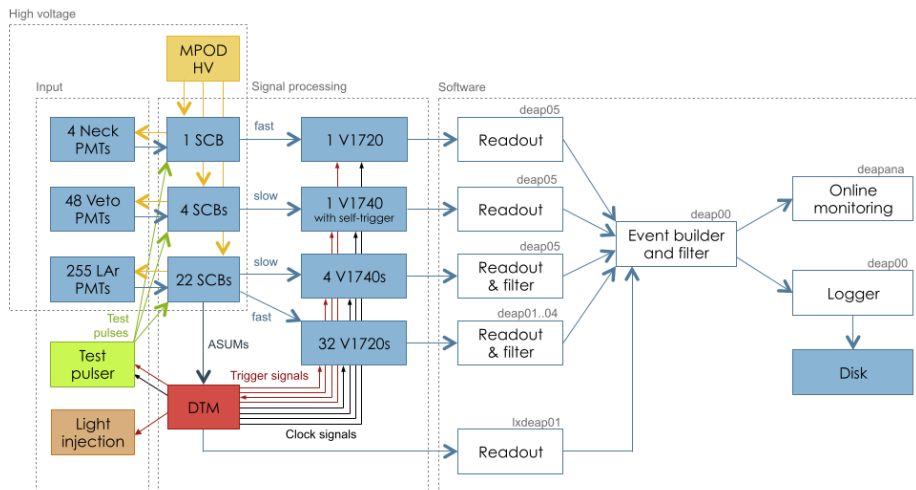 High voltage
MPOD
HV
Input
Signal processing
Software
4 Neck
PMTs
1 SCB
fast
1 V1720
deap05
Readout
48 Veto
PMTs
4 SCBs
slow
1 V1740
with self-trigger
deap05
Readout
255 LAr
PMTs
22 SCBs
slow
fast
4 V1740s
deap05
Readout
& filter
32 V1720s
deap01..04
Readout
& filter
deap00
Event builder
and filter
deapana
Online
monitoring
deap00
Logger
Disk
Test
pulses
Test
pulser
ASUMs
Trigger signals
DTM
Clock signals
Light
injection
lxdeap01
Readout